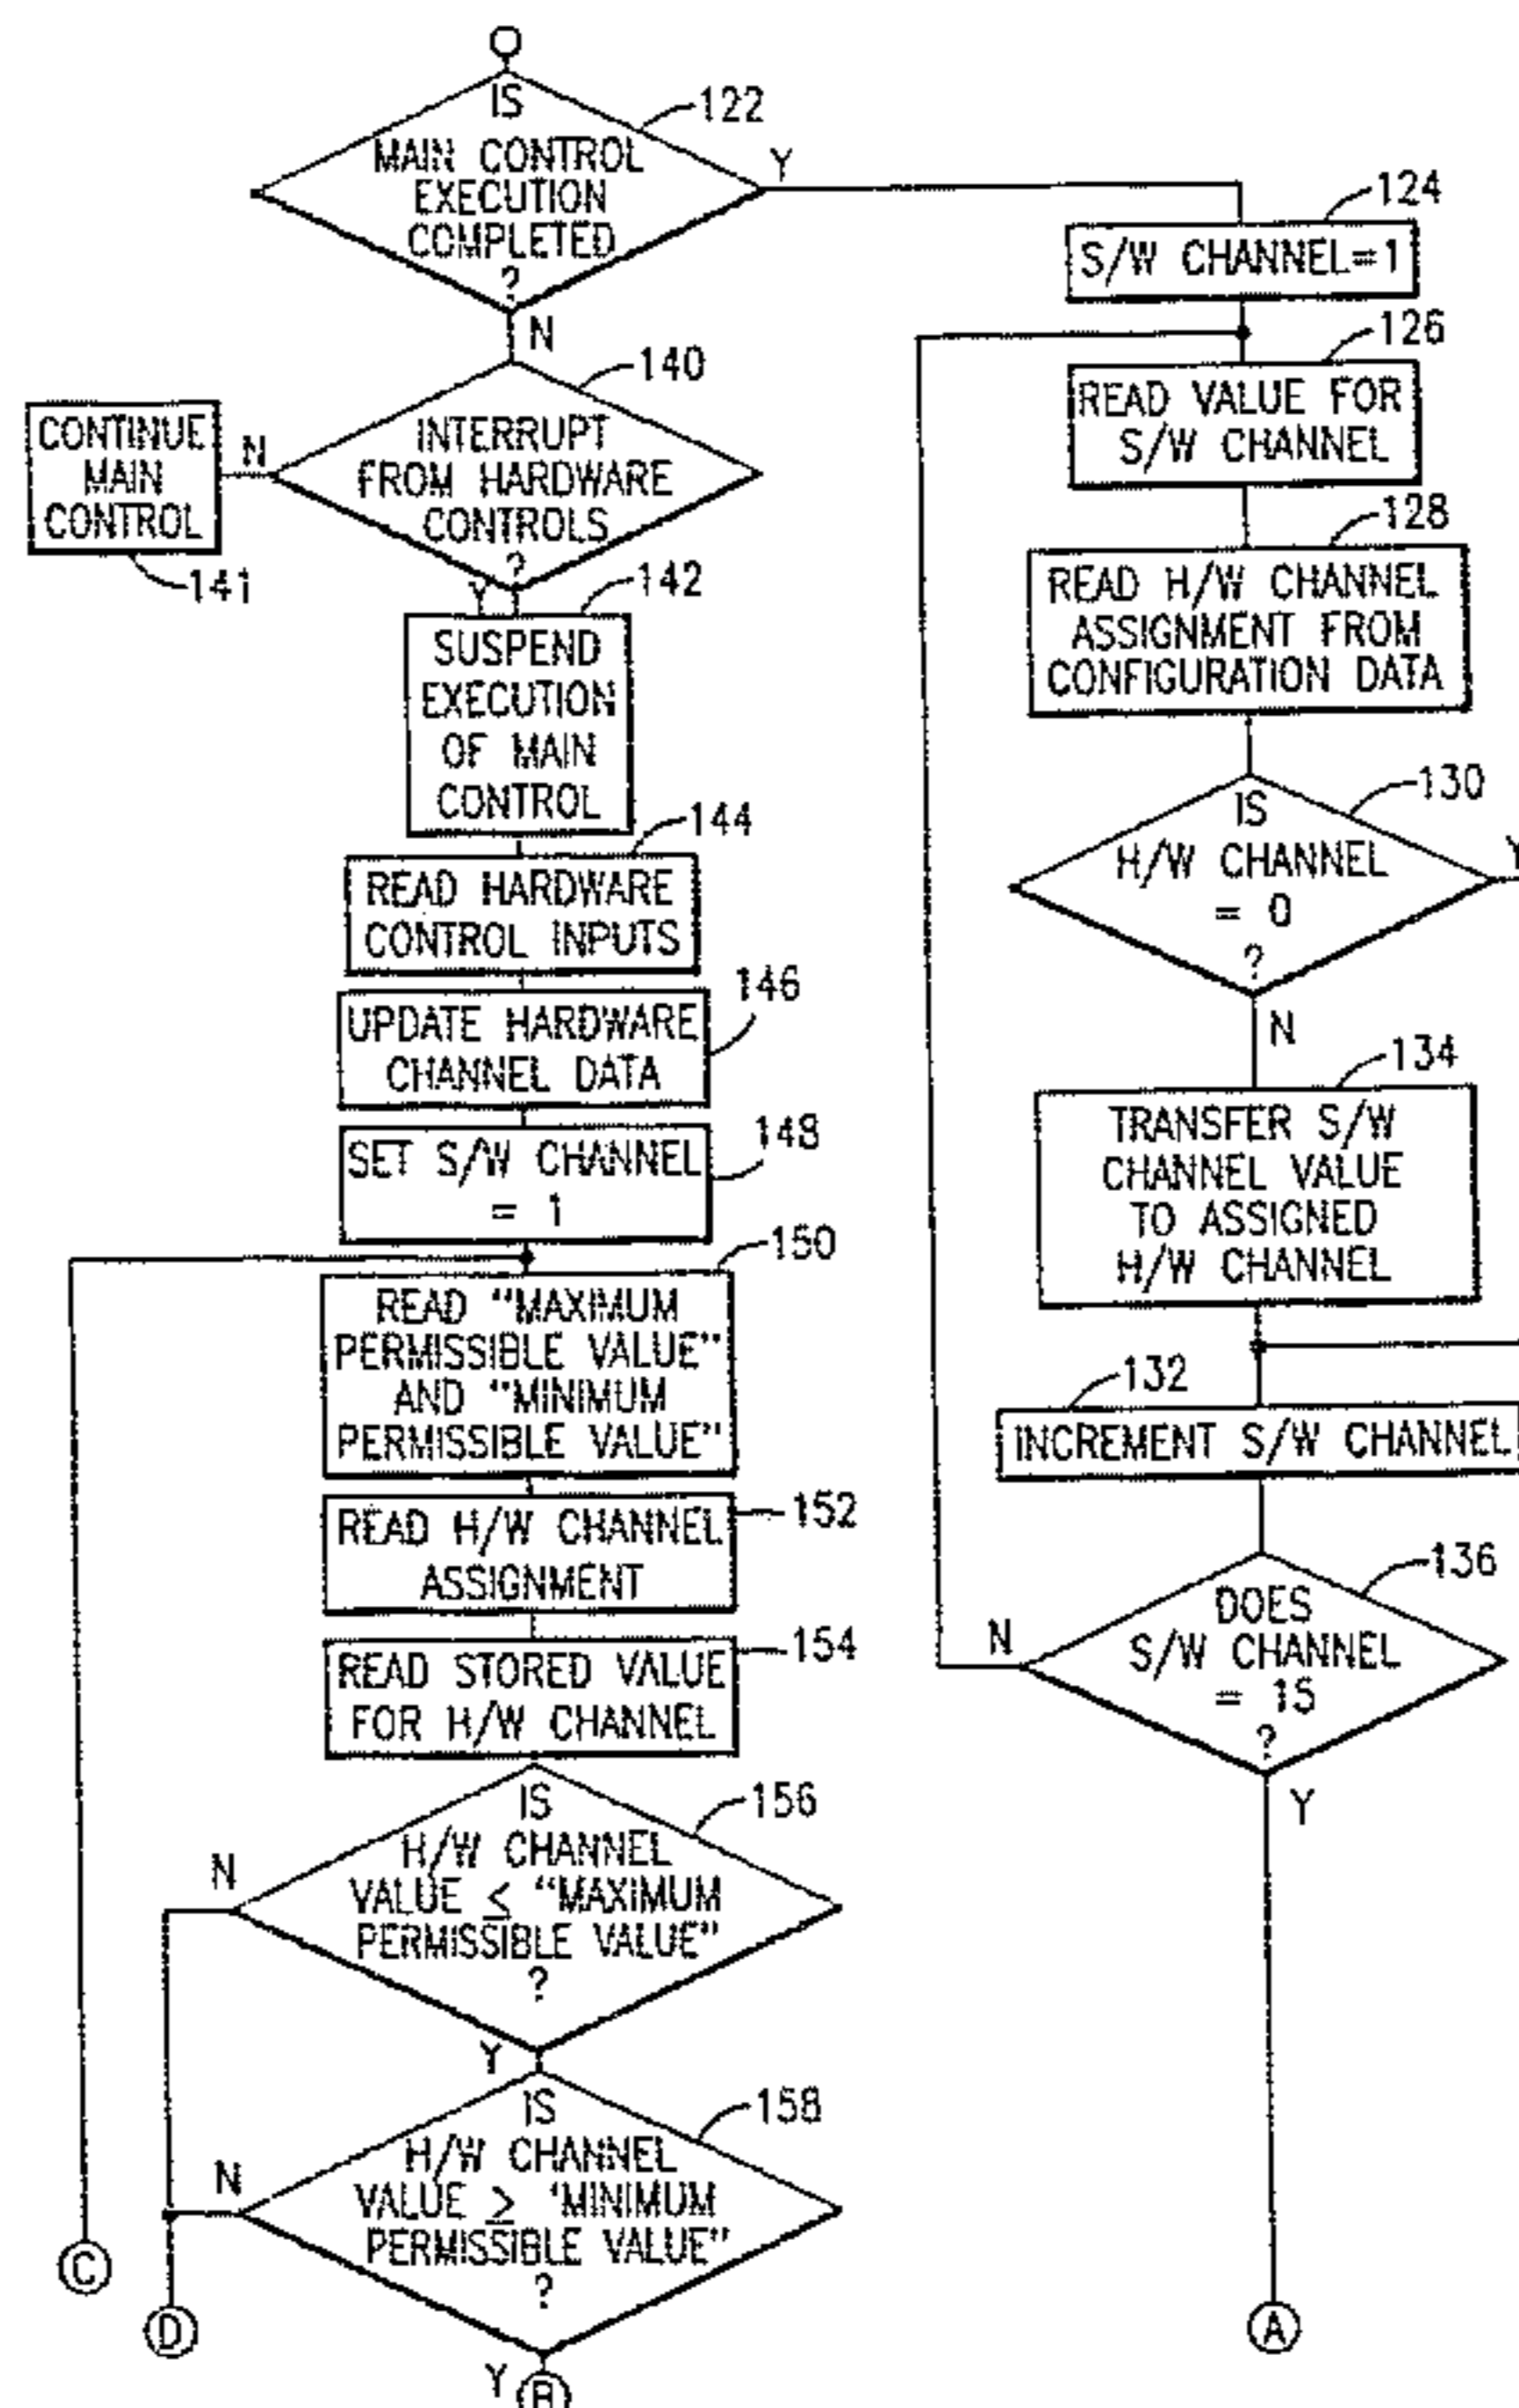 IS
MAIN CONTROL
EXECUTION
COMPLETED
?
122
Y
N
INTERRUPT
FROM HARDWARE
CONTROLS
?
140
N
Y
CONTINUE
MAIN
CONTROL
141
SUSPEND
EXECUTION
OF MAIN
CONTROL
142
READ HARDWARE
CONTROL INPUTS
144
UPDATE HARDWARE
CHANNEL DATA
146
SET S/W CHANNEL
= 1
148
READ "MAXIMUM
PERMISSIBLE VALUE"
AND "MINIMUM
PERMISSIBLE VALUE"
150
READ H/W CHANNEL
ASSIGNMENT
152
READ STORED VALUE
FOR H/W CHANNEL
154
IS
H/W CHANNEL
VALUE ≤ "MAXIMUM
PERMISSIBLE VALUE"
?
156
N
Y
IS
H/W CHANNEL
VALUE ≥ 'MINIMUM
PERMISSIBLE VALUE"
?
158
N
Y
C
D
B
S/W CHANNEL=1
124
READ VALUE FOR
S/W CHANNEL
126
READ H/W CHANNEL
ASSIGNMENT FROM
CONFIGURATION DATA
128
IS
H/W CHANNEL
= 0
?
130
Y
N
TRANSFER S/W
CHANNEL VALUE
TO ASSIGNED
H/W CHANNEL
134
INCREMENT S/W CHANNEL
132
DOES
S/W CHANNEL
= 15
?
136
N
Y
A